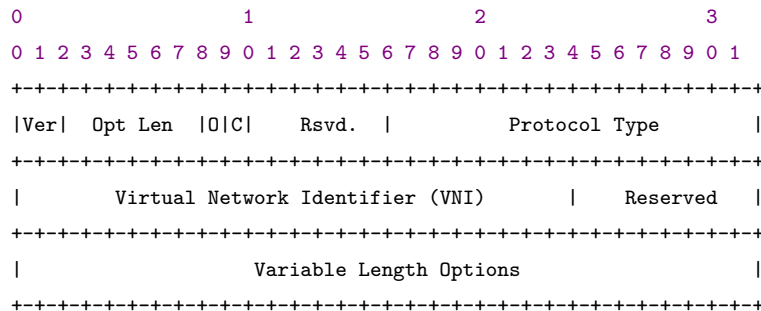 0                   1                   2                   3
0 1 2 3 4 5 6 7 8 9 0 1 2 3 4 5 6 7 8 9 0 1 2 3 4 5 6 7 8 9 0 1
+-+-+-+-+-+-+-+-+-+-+-+-+-+-+-+-+-+-+-+-+-+-+-+-+-+-+-+-+-+-+-+-+
|Ver|  Opt Len  |O|C|    Rsvd.  |          Protocol Type        |
+-+-+-+-+-+-+-+-+-+-+-+-+-+-+-+-+-+-+-+-+-+-+-+-+-+-+-+-+-+-+-+-+
|        Virtual Network Identifier (VNI)       |    Reserved   |
+-+-+-+-+-+-+-+-+-+-+-+-+-+-+-+-+-+-+-+-+-+-+-+-+-+-+-+-+-+-+-+-+
|                    Variable Length Options                    |
+-+-+-+-+-+-+-+-+-+-+-+-+-+-+-+-+-+-+-+-+-+-+-+-+-+-+-+-+-+-+-+-+